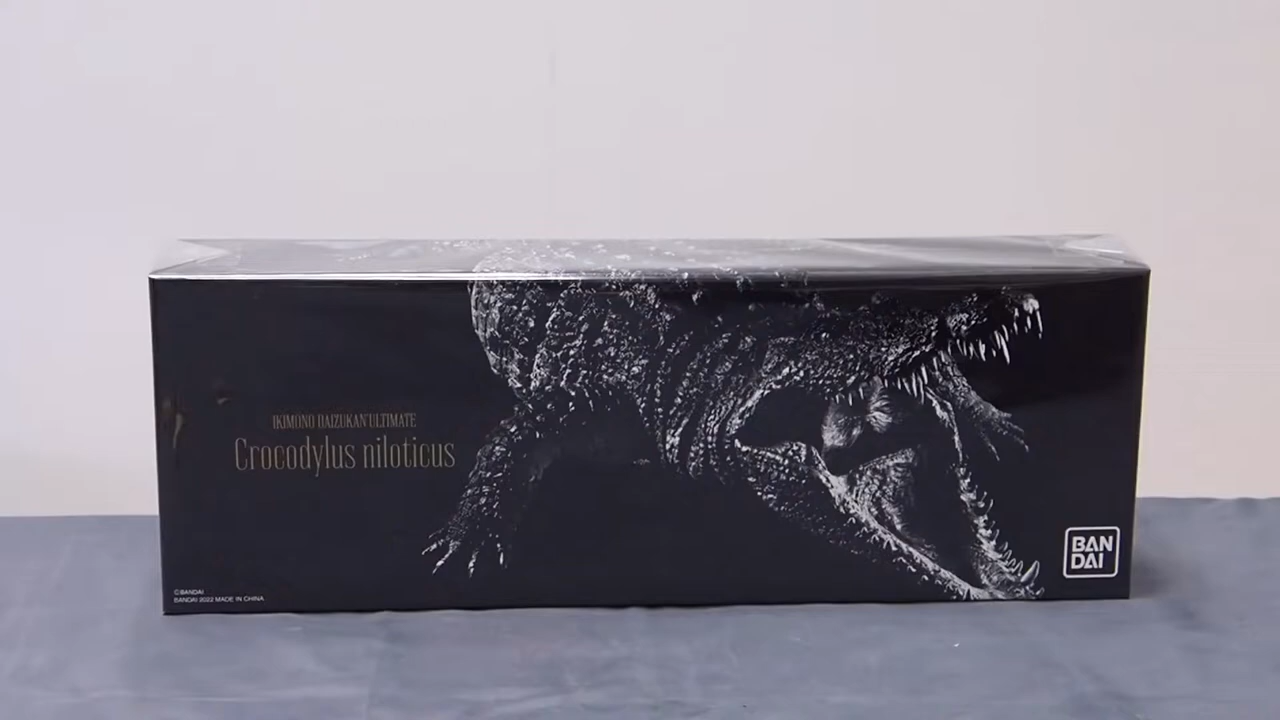 IKIMONO DAIZUKAN ULTIMATE
Crocodylus niloticus
BAN
DAI
©BANDAI
BANDAI 2022 MADE IN CHINA